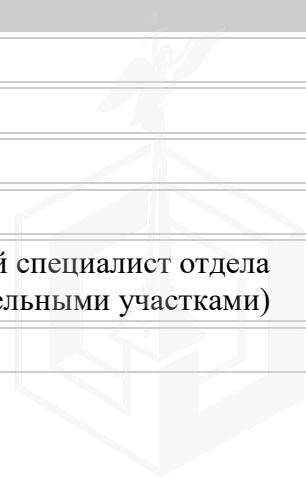 й специалист отдела
ельными участками)